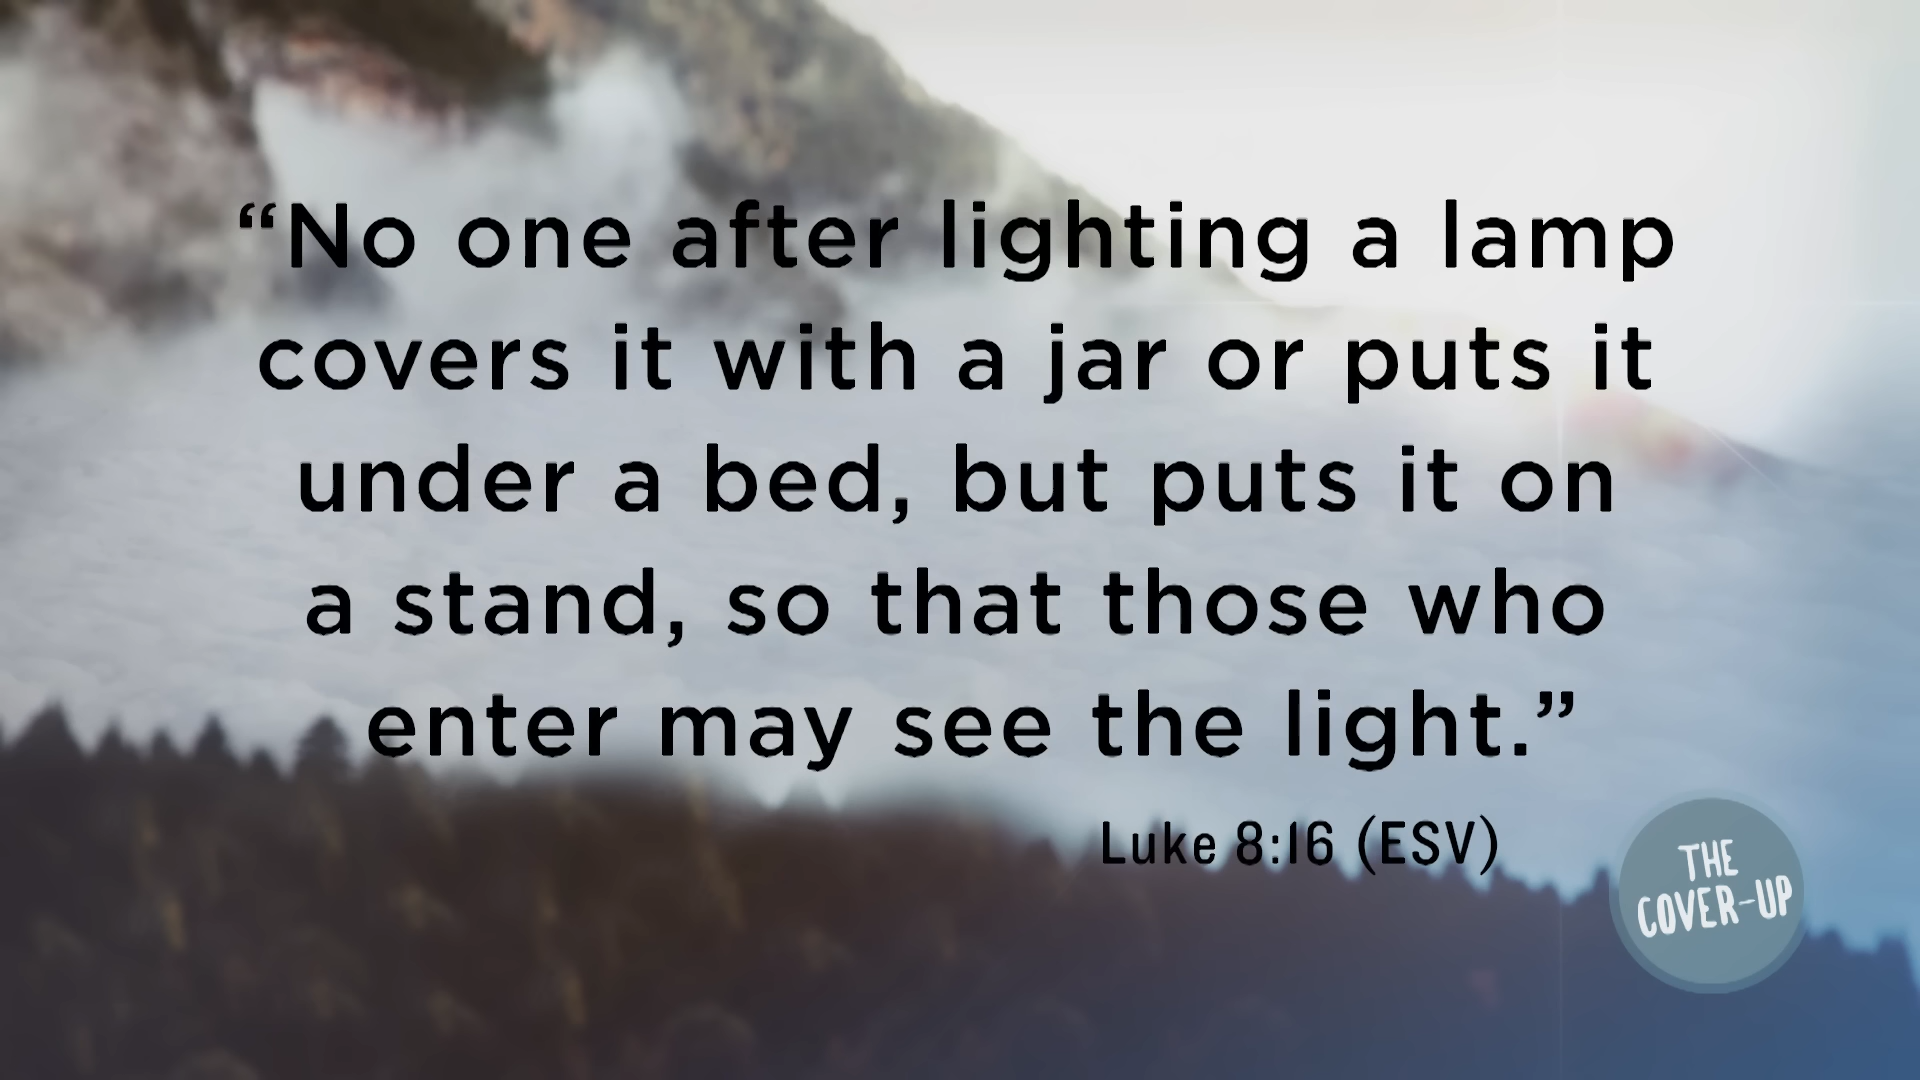 “No one after lighting a lamp
covers it with a jar or puts it
under a bed, but puts it on
a stand, so that those who
enter may see the light.”
Luke 8:16 (ESV)
THE
COVER-UP